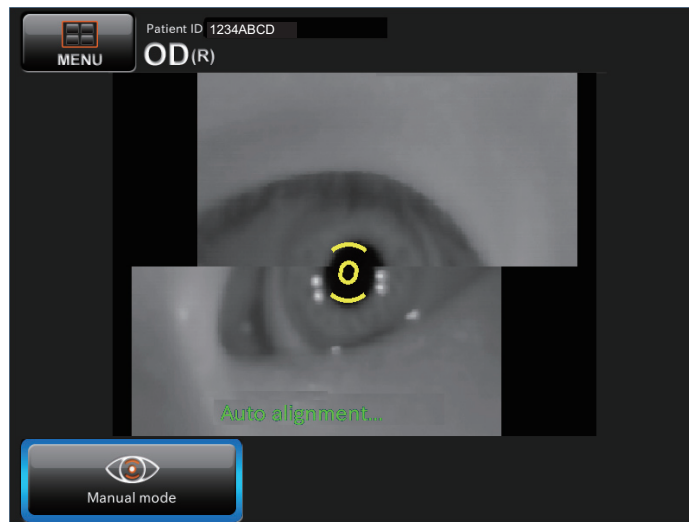 Patient ID 1234ABCD
MENU
OD(R)
Auto alignment...
Manual mode